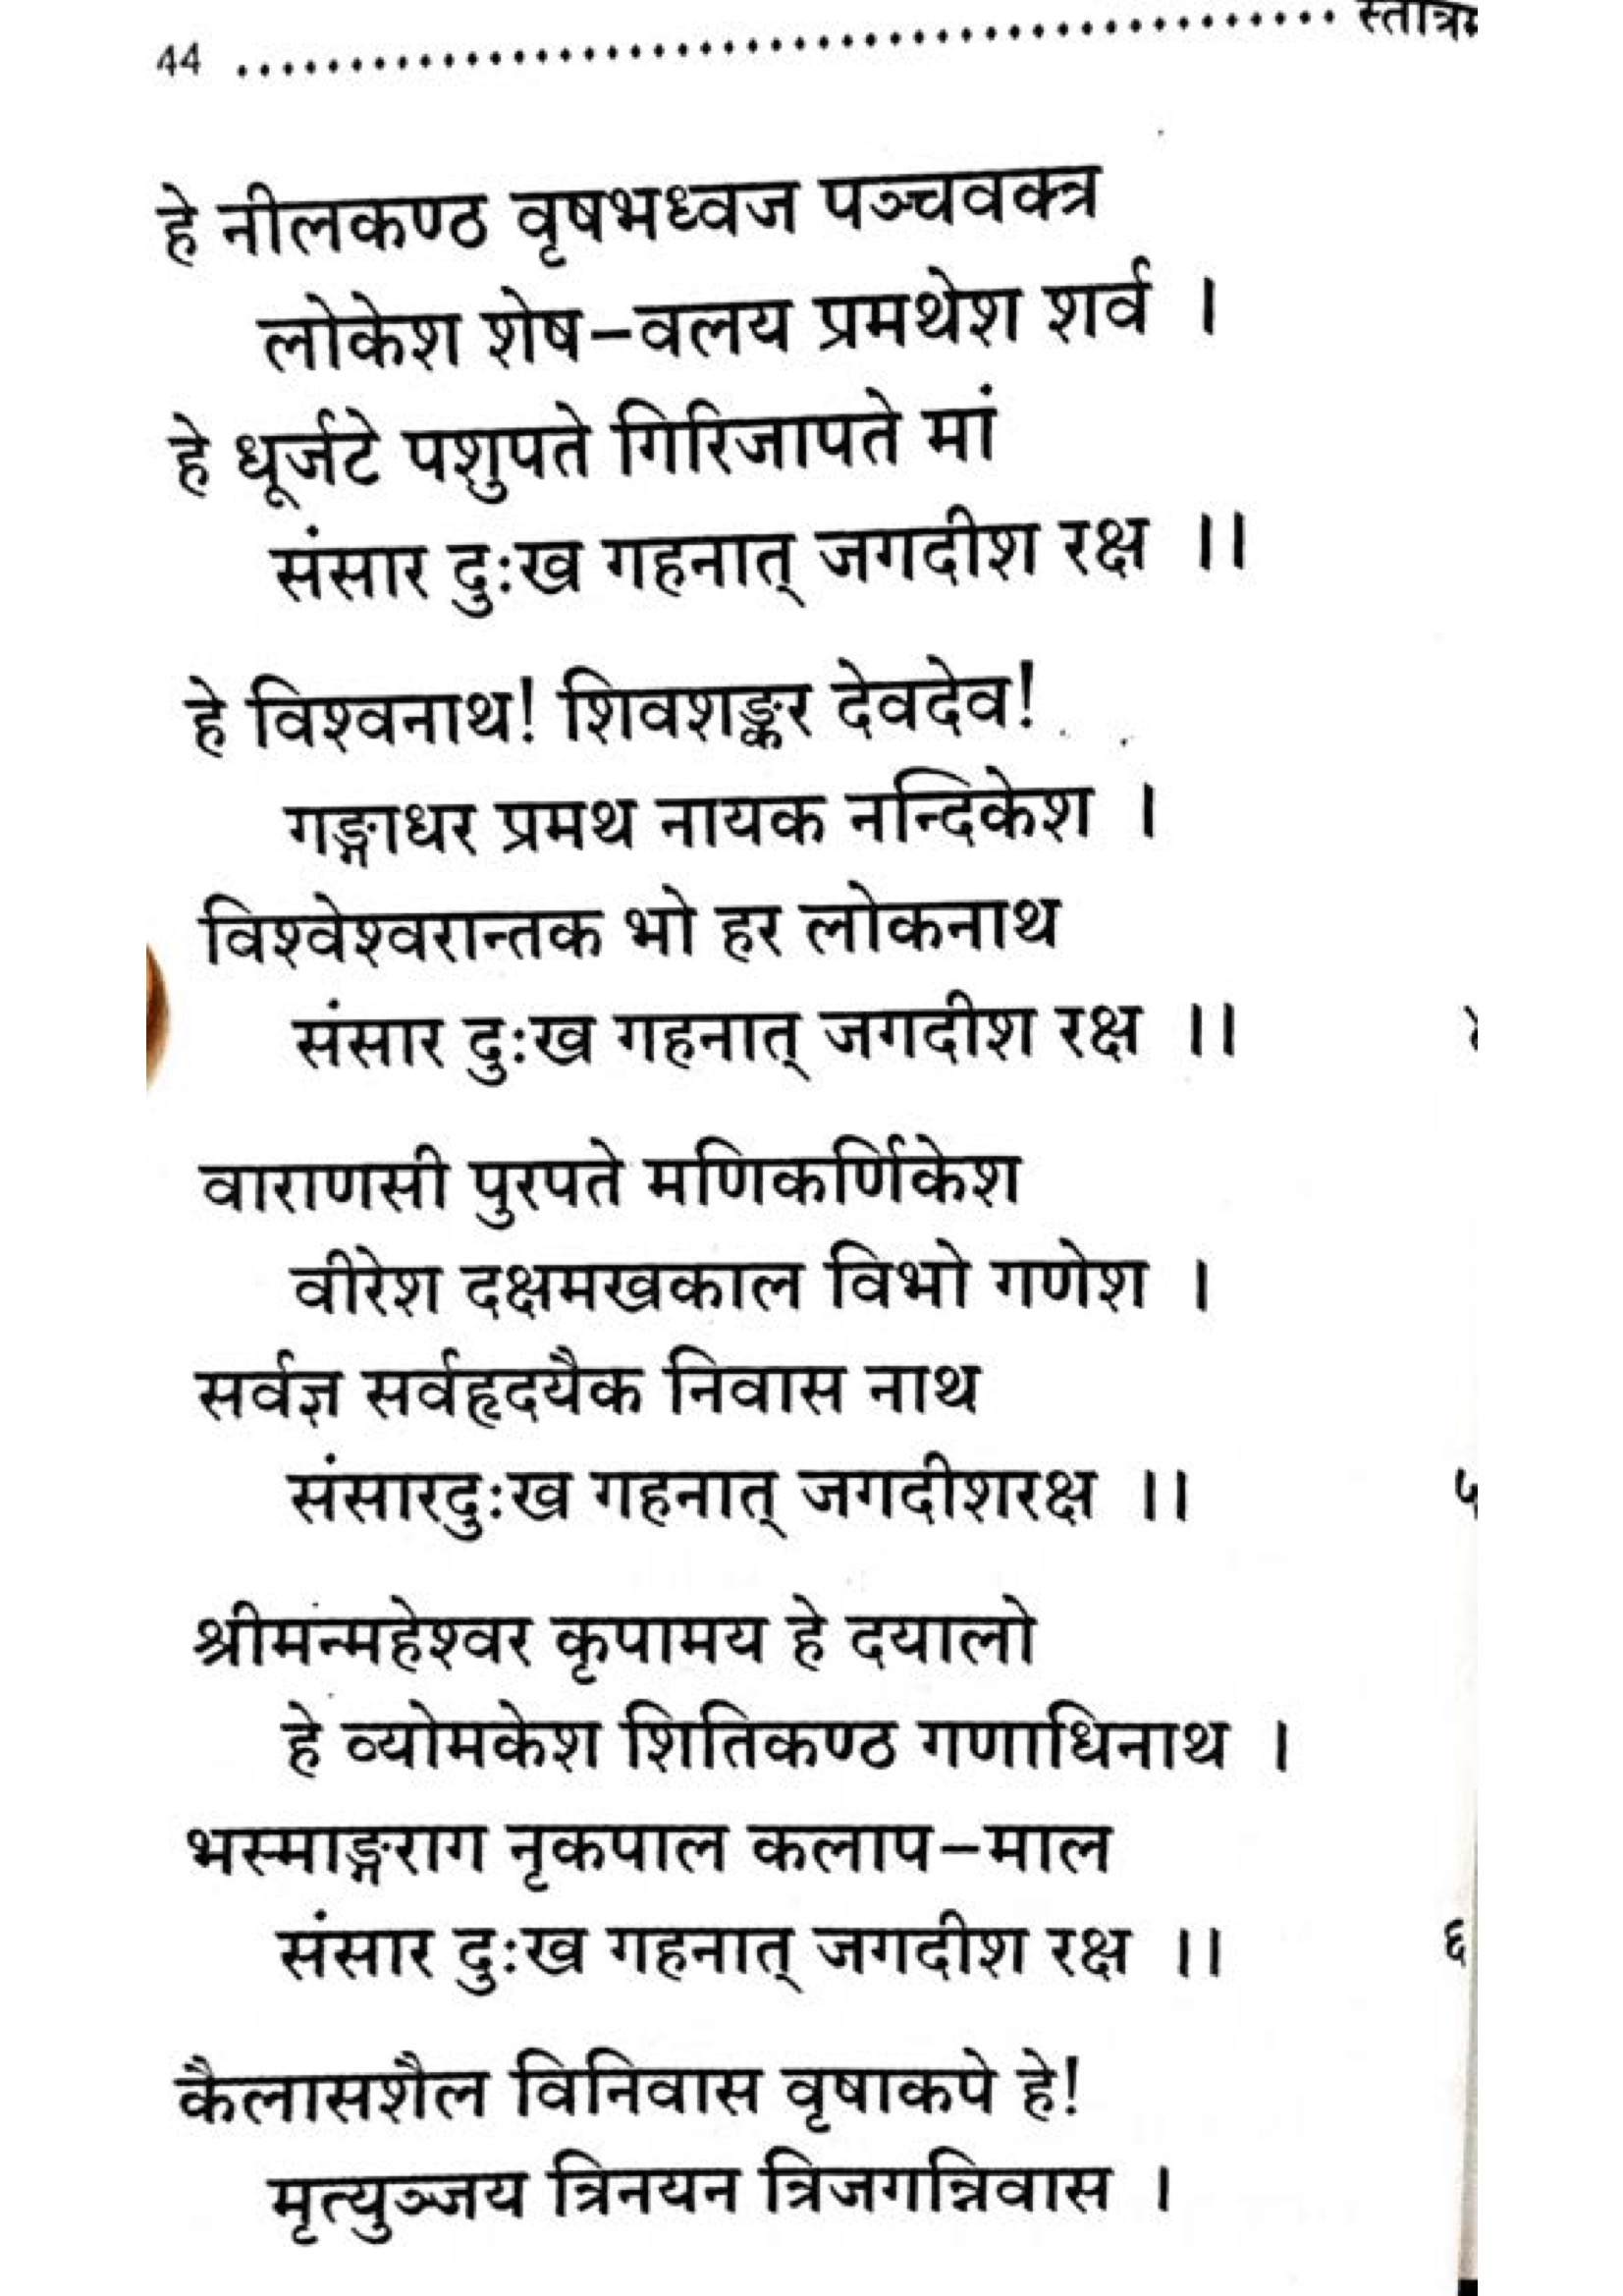 44
हे नीलकण्ठ वृषभध्वज पञ्चवक्त्र
लोकेश शेष-वलय प्रमथेश शर्व ।
हे धूर्जटे पशुपते गिरिजापते मां
संसार दुःख गहनात् जगदीश रक्ष ।।
हे विश्वनाथ! शिवशङ्कर देवदेव!
गङ्गाधर प्रमथ नायक नन्दिकेश ।
विश्वेश्वरान्तक भो हर लोकनाथ
संसार दुःख गहनात् जगदीश रक्ष ।।
वाराणसी पुरपते मणिकर्णिकेश
वीरेश दक्षमखकाल विभो गणेश ।
सर्वज्ञ सर्वहृदयैक निवास नाथ
संसारदुःख गहनात् जगदीशरक्ष ।। ५
श्रीमन्महेश्वर कृपामय हे दयालो
हे व्योमकेश शितिकण्ठ गणाधिनाथ ।
भस्माङ्गराग नृकपाल कलाप-माल
संसार दुःख गहनात् जगदीश रक्ष ।। ६
कैलासशैल विनिवास वृषाकपे हे!
मृत्युञ्जय त्रिनयन त्रिजगन्निवास ।